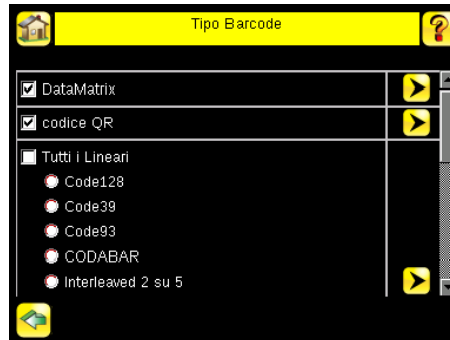 Tipo Barcode
?
DataMatrix
codice QR
Tutti i Lineari
Code128
Code39
Code93
CODABAR
Interleaved 2 su 5